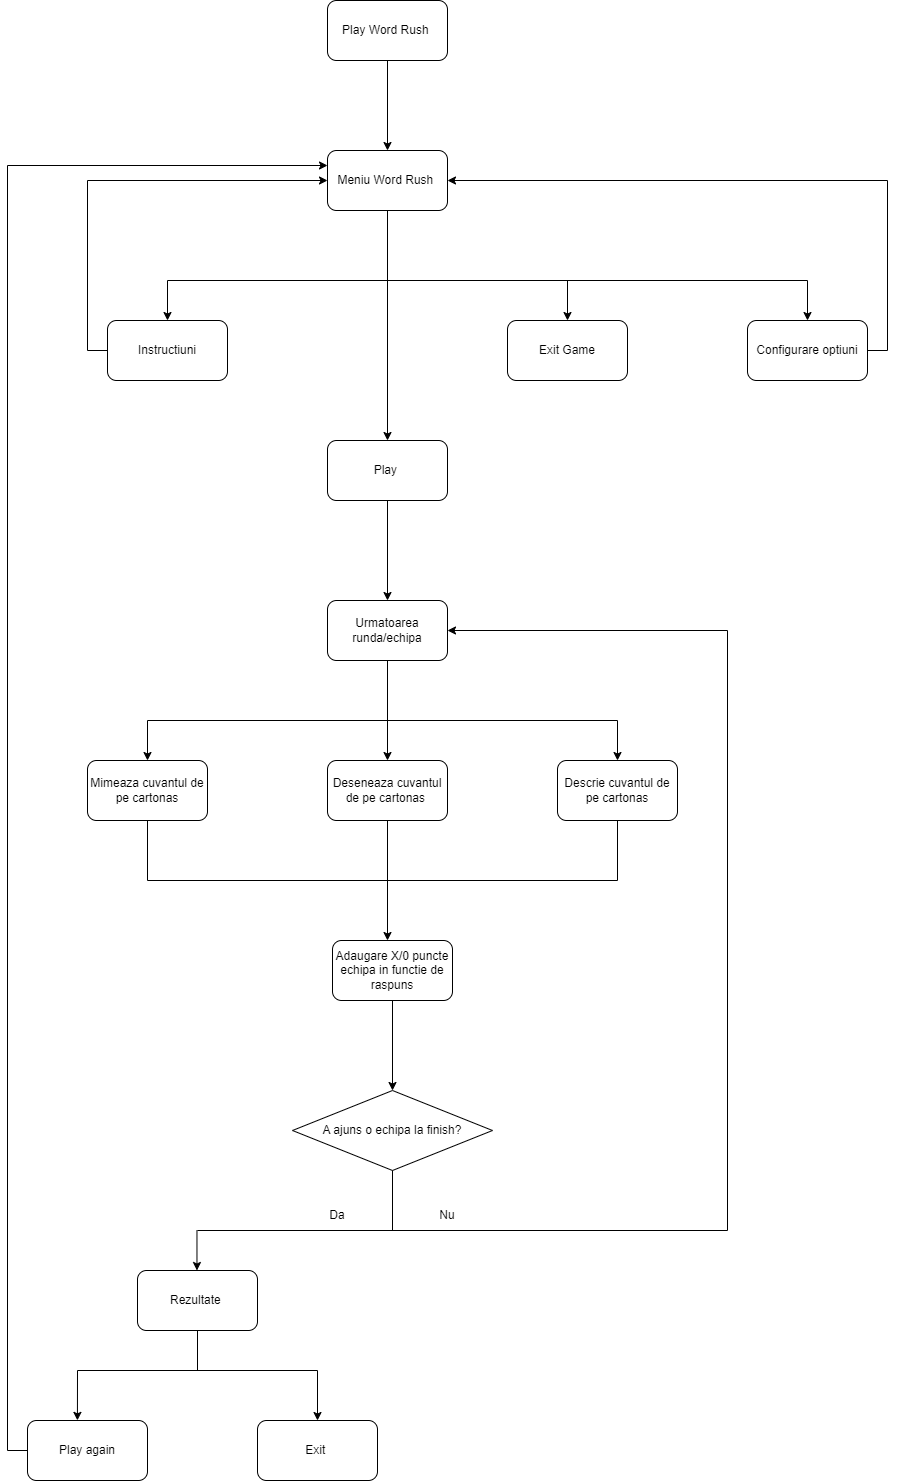 Play Word Rush
Meniu Word Rush
Instructiuni
Exit Game
Configurare optiuni
Play
Urmatoarea
runda/echipa
Mimeaza cuvantul de
pe cartonas
Deseneaza cuvantul
de pe cartonas
Descrie cuvantul de
pe cartonas
Adaugare X/0 puncte
echipa in functie de
raspuns
A ajuns o echipa la finish?
Da
Nu
Rezultate
Play again
Exit